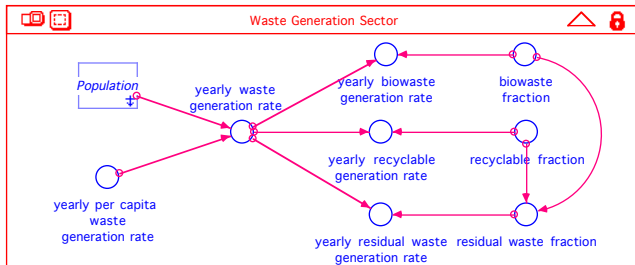 Waste Generation Sector
Population
yearly waste
generation rate
yearly biowaste
generation rate
biowaste
fraction
yearly recyclable
generation rate
recyclable fraction
yearly per capita
waste
generation rate
yearly residual waste
generation rate
residual waste fraction